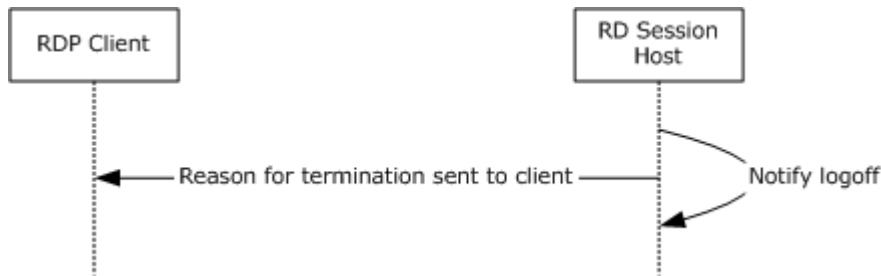 RDP Client
RD Session
Host
Reason for termination sent to client
Notify logoff